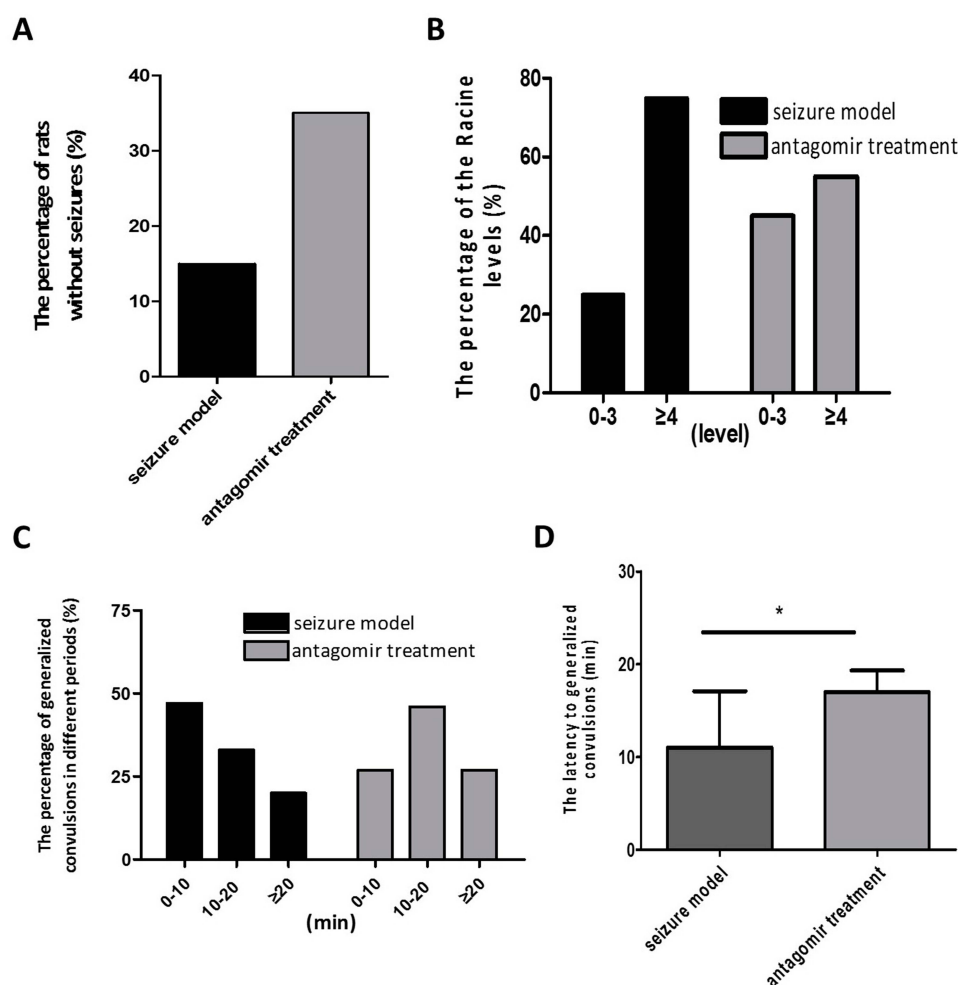 A
The percentage of rats
without seizures (%)
40
30
20
10
0
seizure model
antagomir treatment
B
The percentage of the Racine
levels (%)
80
60
40
20
0
seizure model
antagomir treatment
0-3
≥4
0-3
≥4
(level)
C
The percentage of generalized
convulsions in different periods (%)
75
50
25
0
seizure model
antagomir treatment
0-10
10-20
≥20
0-10
10-20
≥20
(min)
D
The latency to generalized
convulsions (min)
30
20
10
0
*
seizure model
antagomir treatment